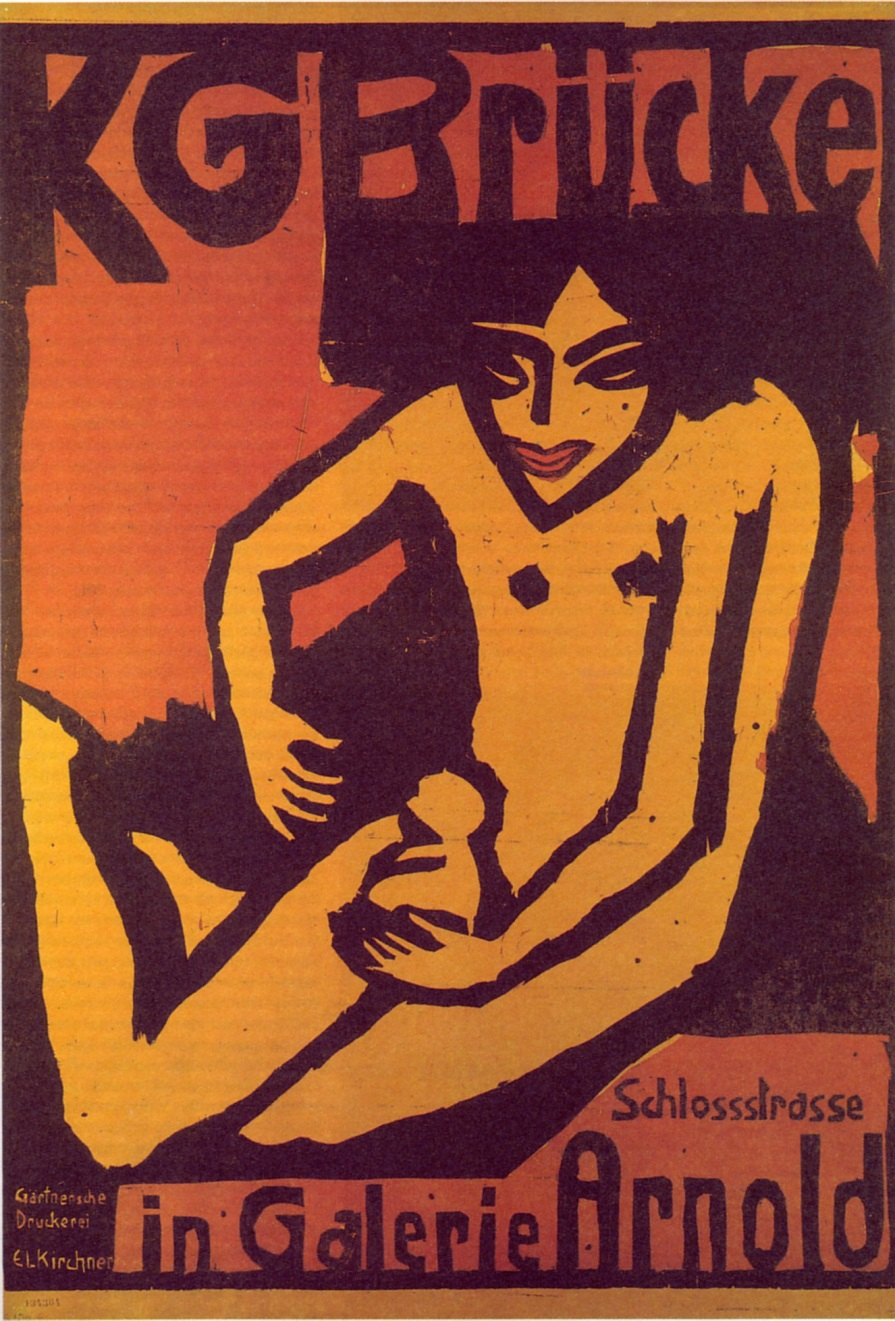 KG Brücke
Schlossstrasse
in Galerie Arnold
Gärtnersche
Druckerei
E L Kirchner